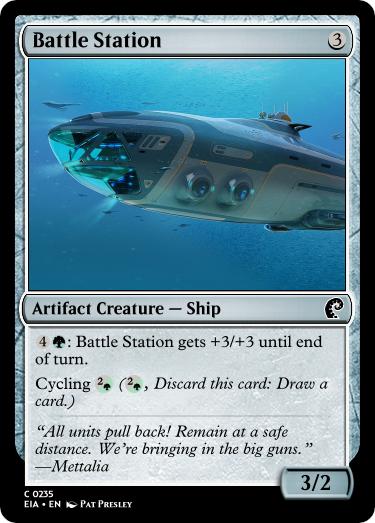 Battle Station 3
Artifact Creature — Ship
4 : Battle Station gets +3/+3 until end
of turn.
Cycling 2 (2, Discard this card: Draw a
card.)
“All units pull back! Remain at a safe
distance. We’re bringing in the big guns.”
—Mettalia
3/2
C 0235
EIA • EN Pat Presley